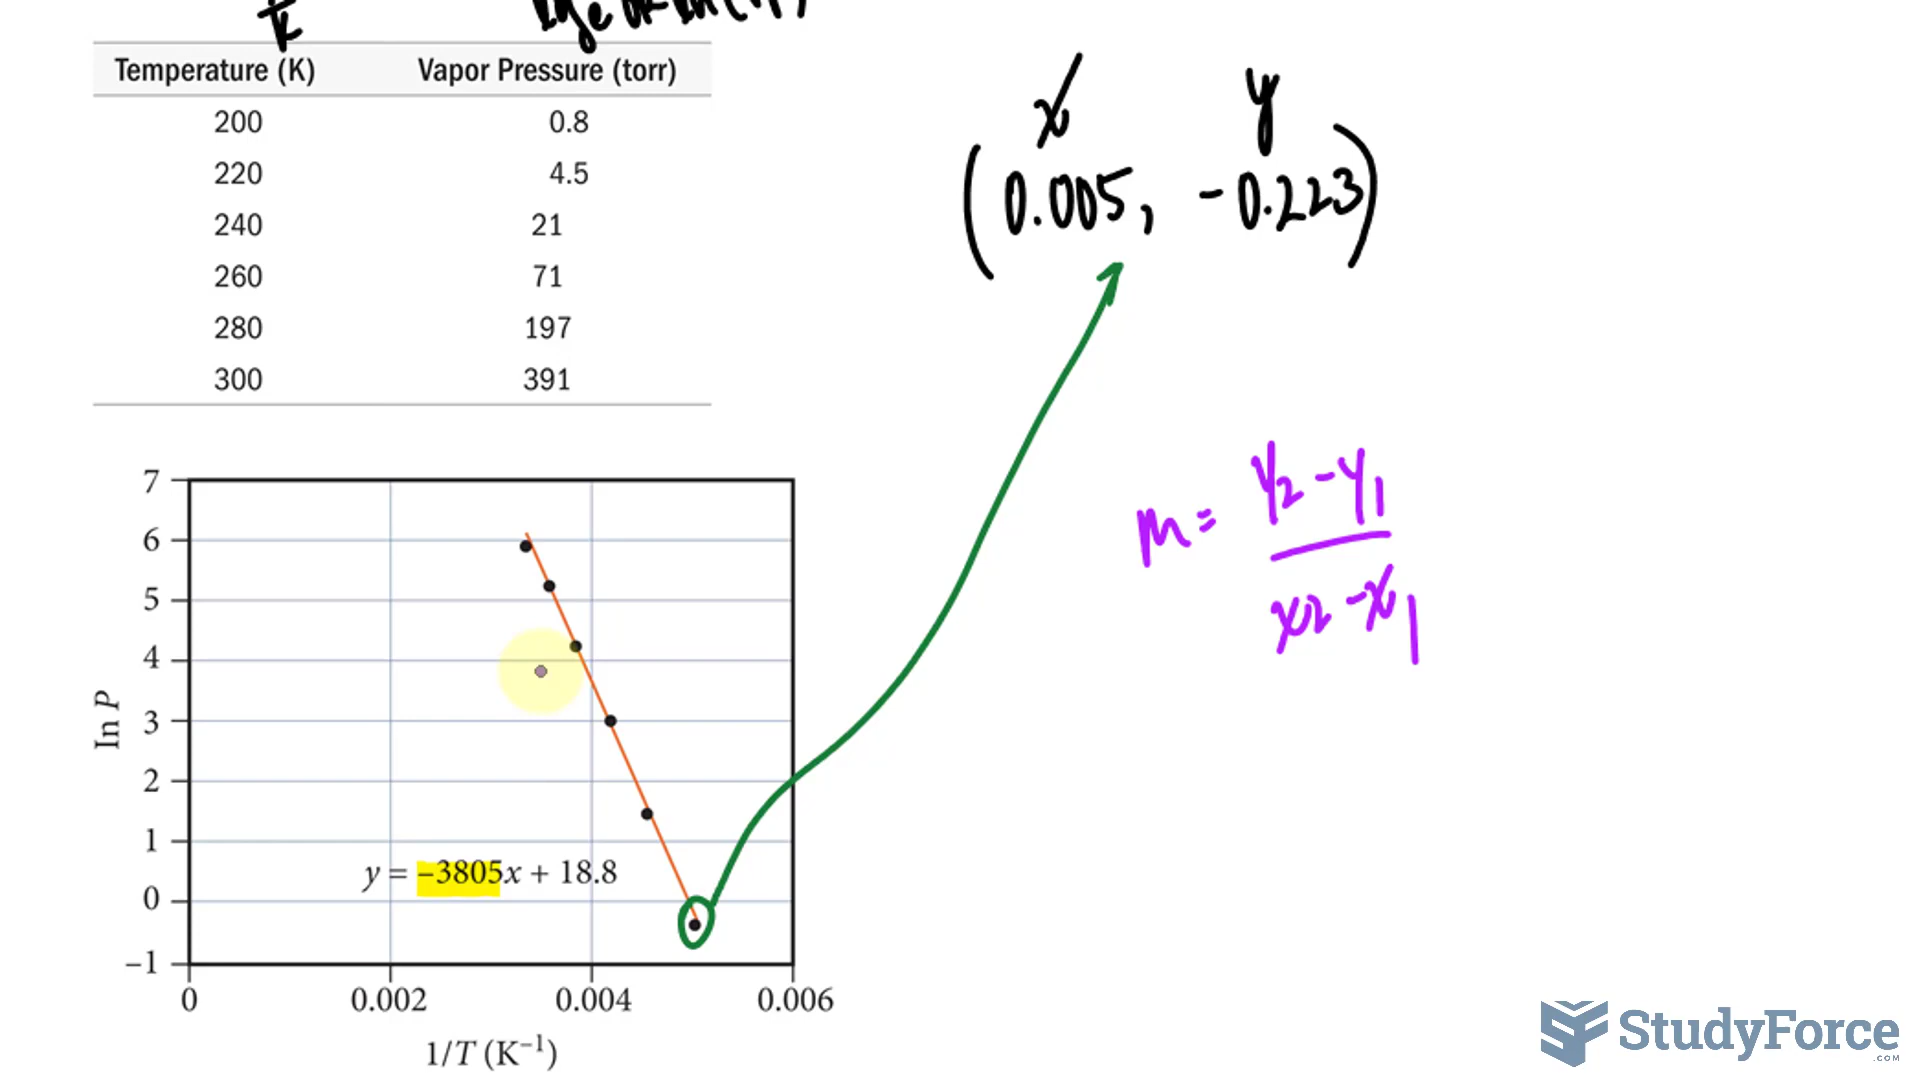 1/K
Temperature (K) Vapor Pressure (torr)
200 0.8
220 4.5
240 21
260 71
280 197
300 391
x y
(0.005, -0.223)
m = y2 - y1
x2 - x1
7
6
5
4
3
2
1
0
−1
ln P
y = −3805x + 18.8
0 0.002 0.004 0.006
1/T (K−1)
StudyForce
.COM